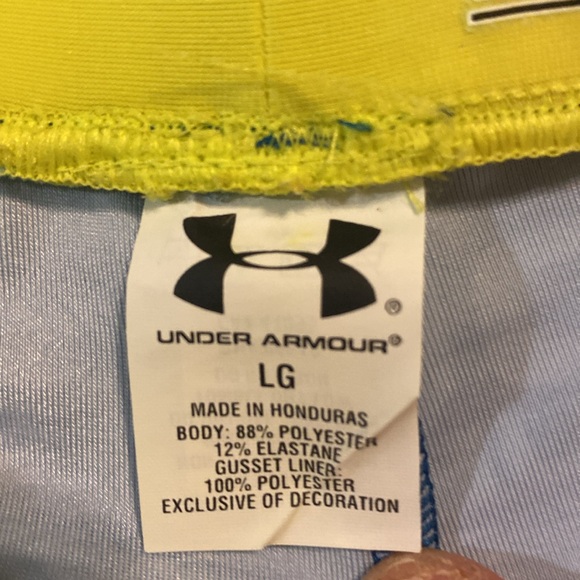 UNDER ARMOUR®
LG
MADE IN HONDURAS
BODY: 88% POLYESTER
12% ELASTANE
GUSSET LINER:
100% POLYESTER
EXCLUSIVE OF DECORATION